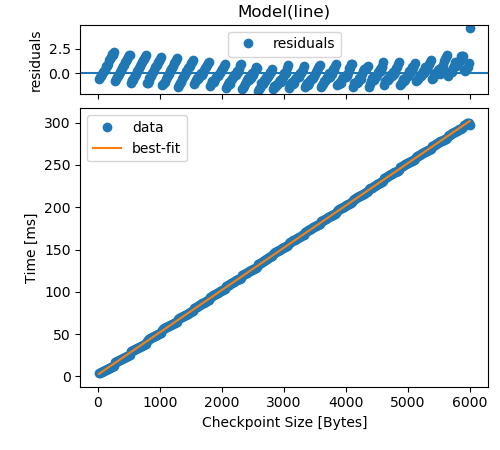 Model(line)
residuals
2.5
0.0
residuals
data
best-fit
Time [ms]
300
250
200
150
100
50
0
0 1000 2000 3000 4000 5000 6000
Checkpoint Size [Bytes]